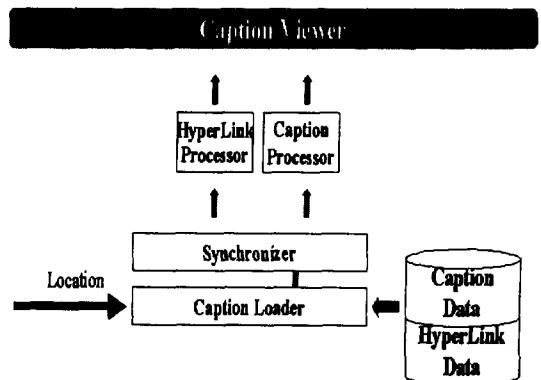 Caption Viewer
HyperLink
Processor
Caption
Processor
Synchronizer
Location
Caption Loader
Caption
Data
HyperLink
Data